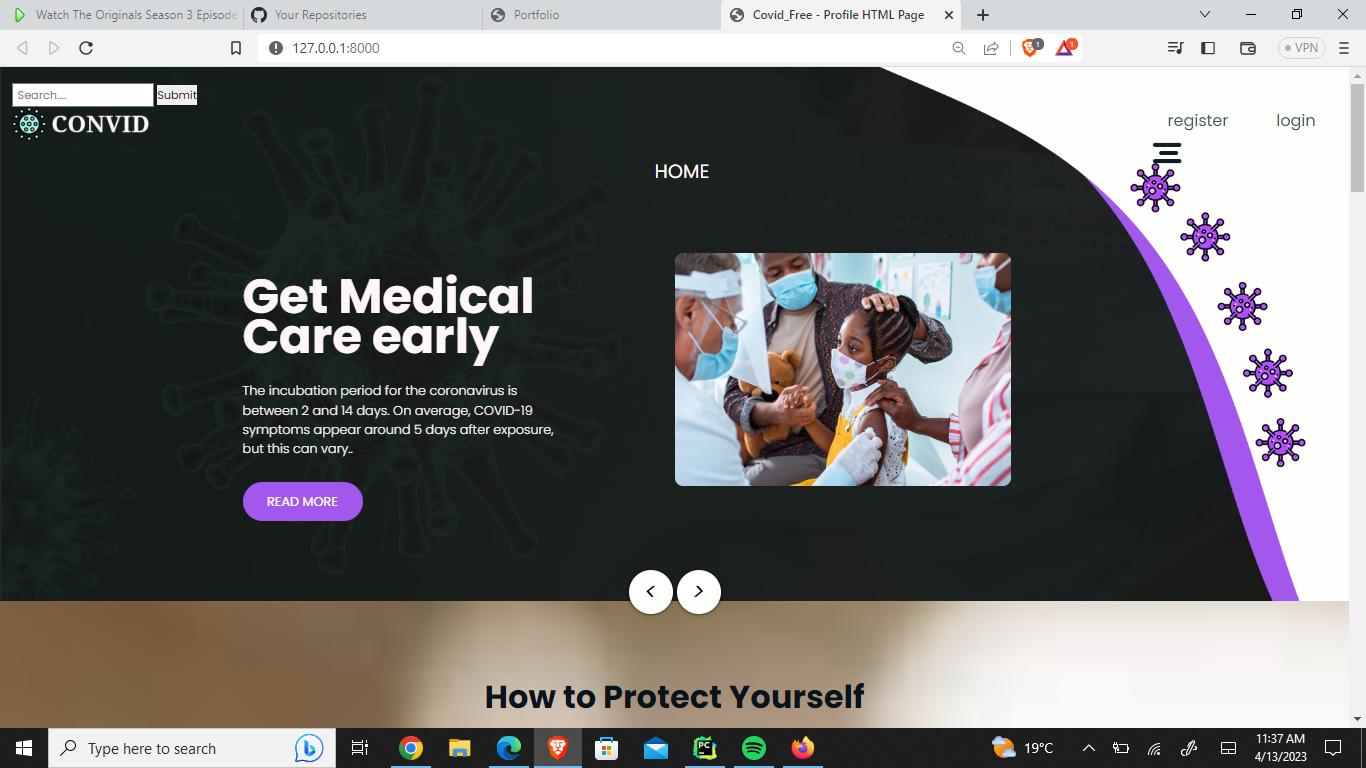 Watch The Originals Season 3 Episode
Your Repositories
Portfolio
Covid_Free - Profile HTML Page
127.0.0.1:8000
1
1
VPN
Search....
Submit
CONVID
register
login
HOME
Get Medical
Care early
The incubation period for the coronavirus is
between 2 and 14 days. On average, COVID-19
symptoms appear around 5 days after exposure,
but this can vary..
READ MORE
< >
How to Protect Yourself
Type here to search
PC
19°C
11:37 AM
4/13/2023